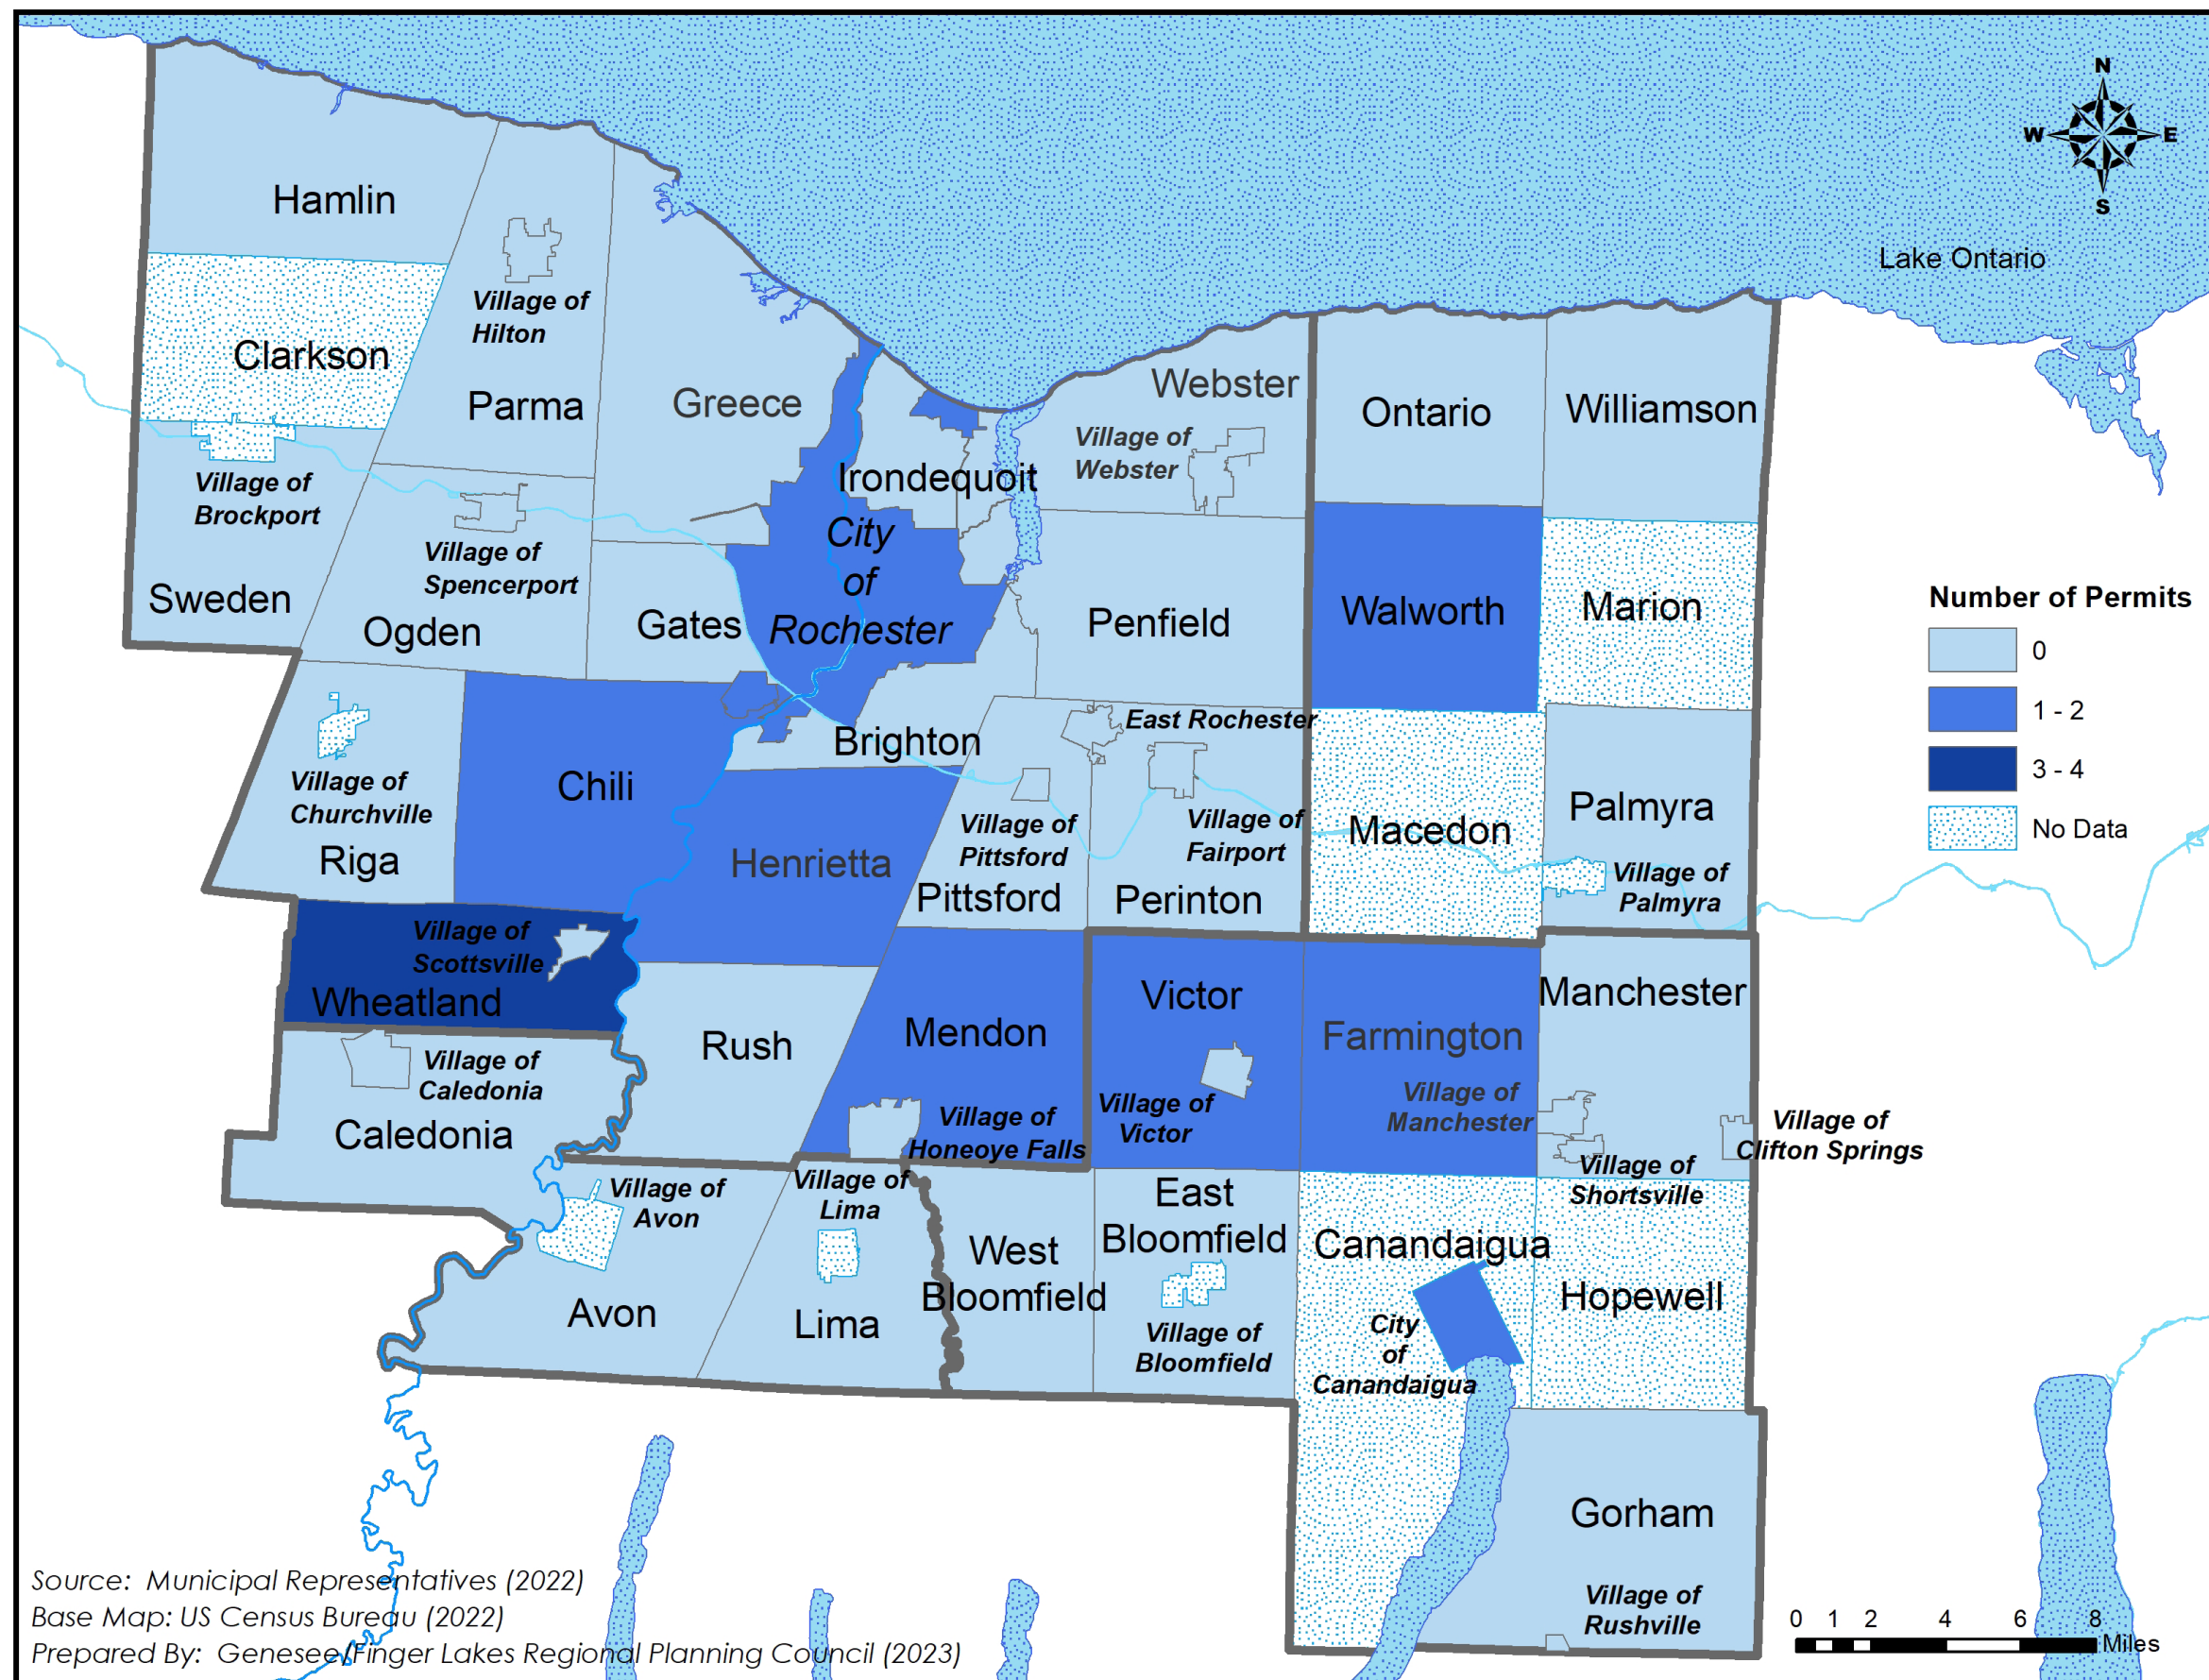 N
W
E
S
Lake Ontario
Hamlin
Village of
Hilton
Clarkson
Parma
Greece
Webster
Village of
Webster
Ontario
Williamson
Irondequoit
Village of
Brockport
City
of
Rochester
Village of
Spencerport
Sweden
Ogden
Gates
Penfield
Walworth
Marion
Number of Permits
0
1 - 2
3 - 4
No Data
East Rochester
Brighton
Chili
Village of
Churchville
Riga
Henrietta
Village of
Pittsford
Pittsford
Village of
Fairport
Perinton
Macedon
Palmyra
Village of
Palmyra
Village of
Scottsville
Wheatland
Rush
Mendon
Victor
Farmington
Manchester
Village of
Caledonia
Caledonia
Village of
Honeoye Falls
Village of
Victor
Village of
Manchester
Village of
Clifton Springs
Village of
Shortsville
Village of
Avon
Village of
Lima
East
Bloomfield
West
Bloomfield
Canandaigua
Hopewell
Avon
Lima
Village of
Bloomfield
City
of
Canandaigua
Gorham
Village of
Rushville
0 1 2 4 6 8
Miles
Source: Municipal Representatives (2022)
Base Map: US Census Bureau (2022)
Prepared By: Genesee/Finger Lakes Regional Planning Council (2023)